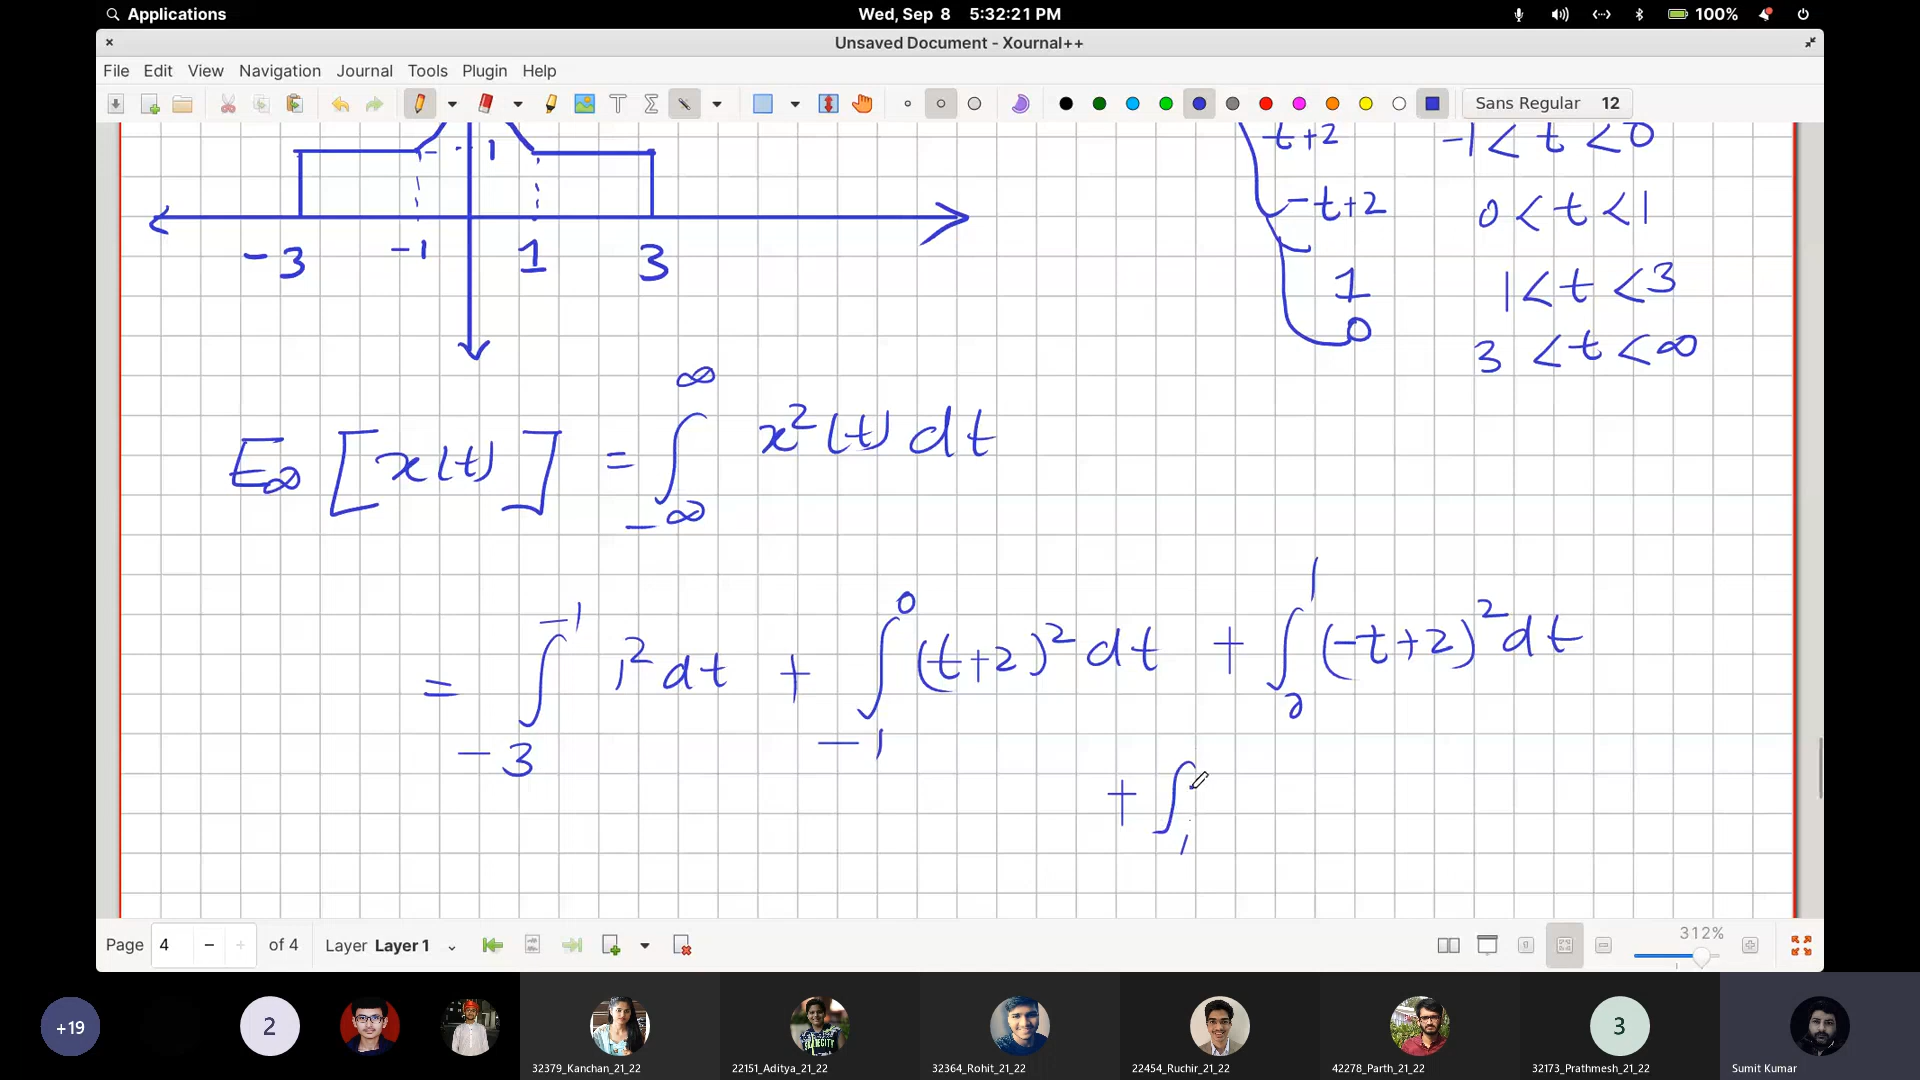 Applications
Wed, Sep 8 5:32:21 PM
100%
Unsaved Document - Xournal++
File Edit View Navigation Journal Tools Plugin Help
Sans Regular 12
1
-3 -1 1 3
t+2 -1 < t < 0
-t+2 0 < t < 1
1 1 < t < 3
0 3 < t < ∞
E∞ [x(t)] = ∫_{-∞}^{∞} x²(t) dt
= ∫_{-3}^{-1} 1² dt + ∫_{-1}^{0} (t+2)² dt + ∫_{0}^{1} (-t+2)² dt
+ ∫_{1}
Page 4 of 4 Layer Layer 1 312%
+19
2
3
32379_Kanchan_21_22
22151_Aditya_21_22
32364_Rohit_21_22
22454_Ruchir_21_22
42278_Parth_21_22
32173_Prathmesh_21_22
Sumit Kumar